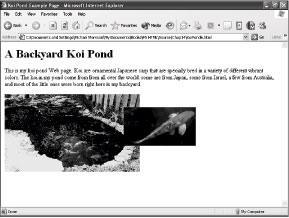 Koi Pond Example Page - Microsoft Internet Explorer
File Edit View Favorites Tools Help
Back Search Favorites Media
Address Go Links
A Backyard Koi Pond
This is my koi pond Web page. Koi are ornamental Japanese carp that are specially bred in a variety of different vibrant
colors. The koi in my pond come from all over the world: some are from Japan, some from Israel, a few from Australia,
and most of the little ones were born right here in my backyard.
Done My Computer